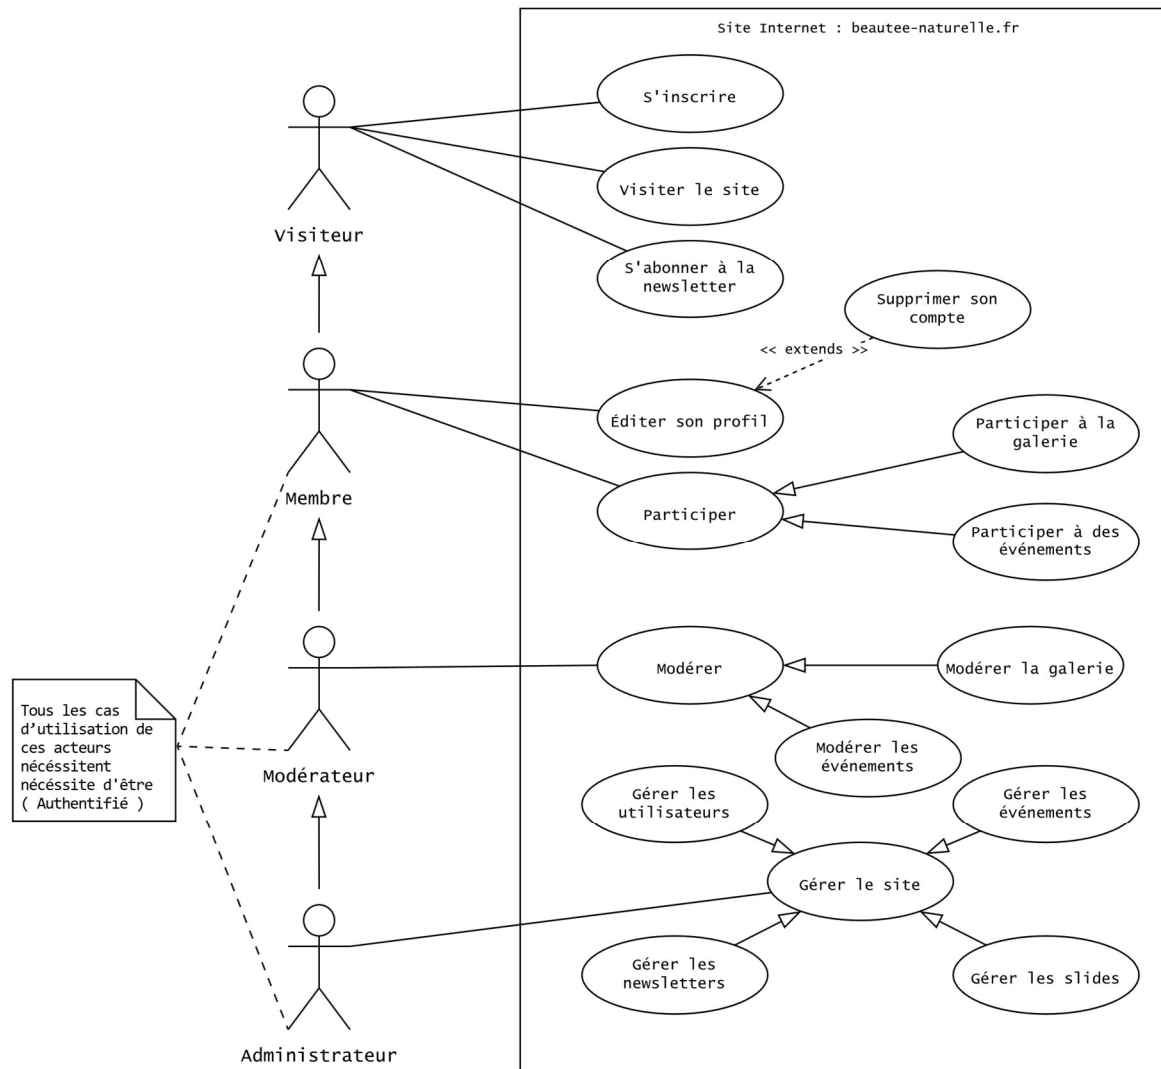 Site Internet : beautee-naturelle.fr
S'inscrire
Visiter le site
Visiteur
S'abonner à la
newsletter
Supprimer son
compte
<< extends >>
Éditer son profil
Participer à la
galerie
Membre
Participer
Participer à des
événements
Modérer
Modérer la galerie
Tous les cas
d’utilisation de
ces acteurs
nécéssitent
nécéssite d'être
( Authentifié )
Modérateur
Modérer les
événements
Gérer les
utilisateurs
Gérer les
événements
Gérer le site
Gérer les
newsletters
Gérer les slides
Administrateur